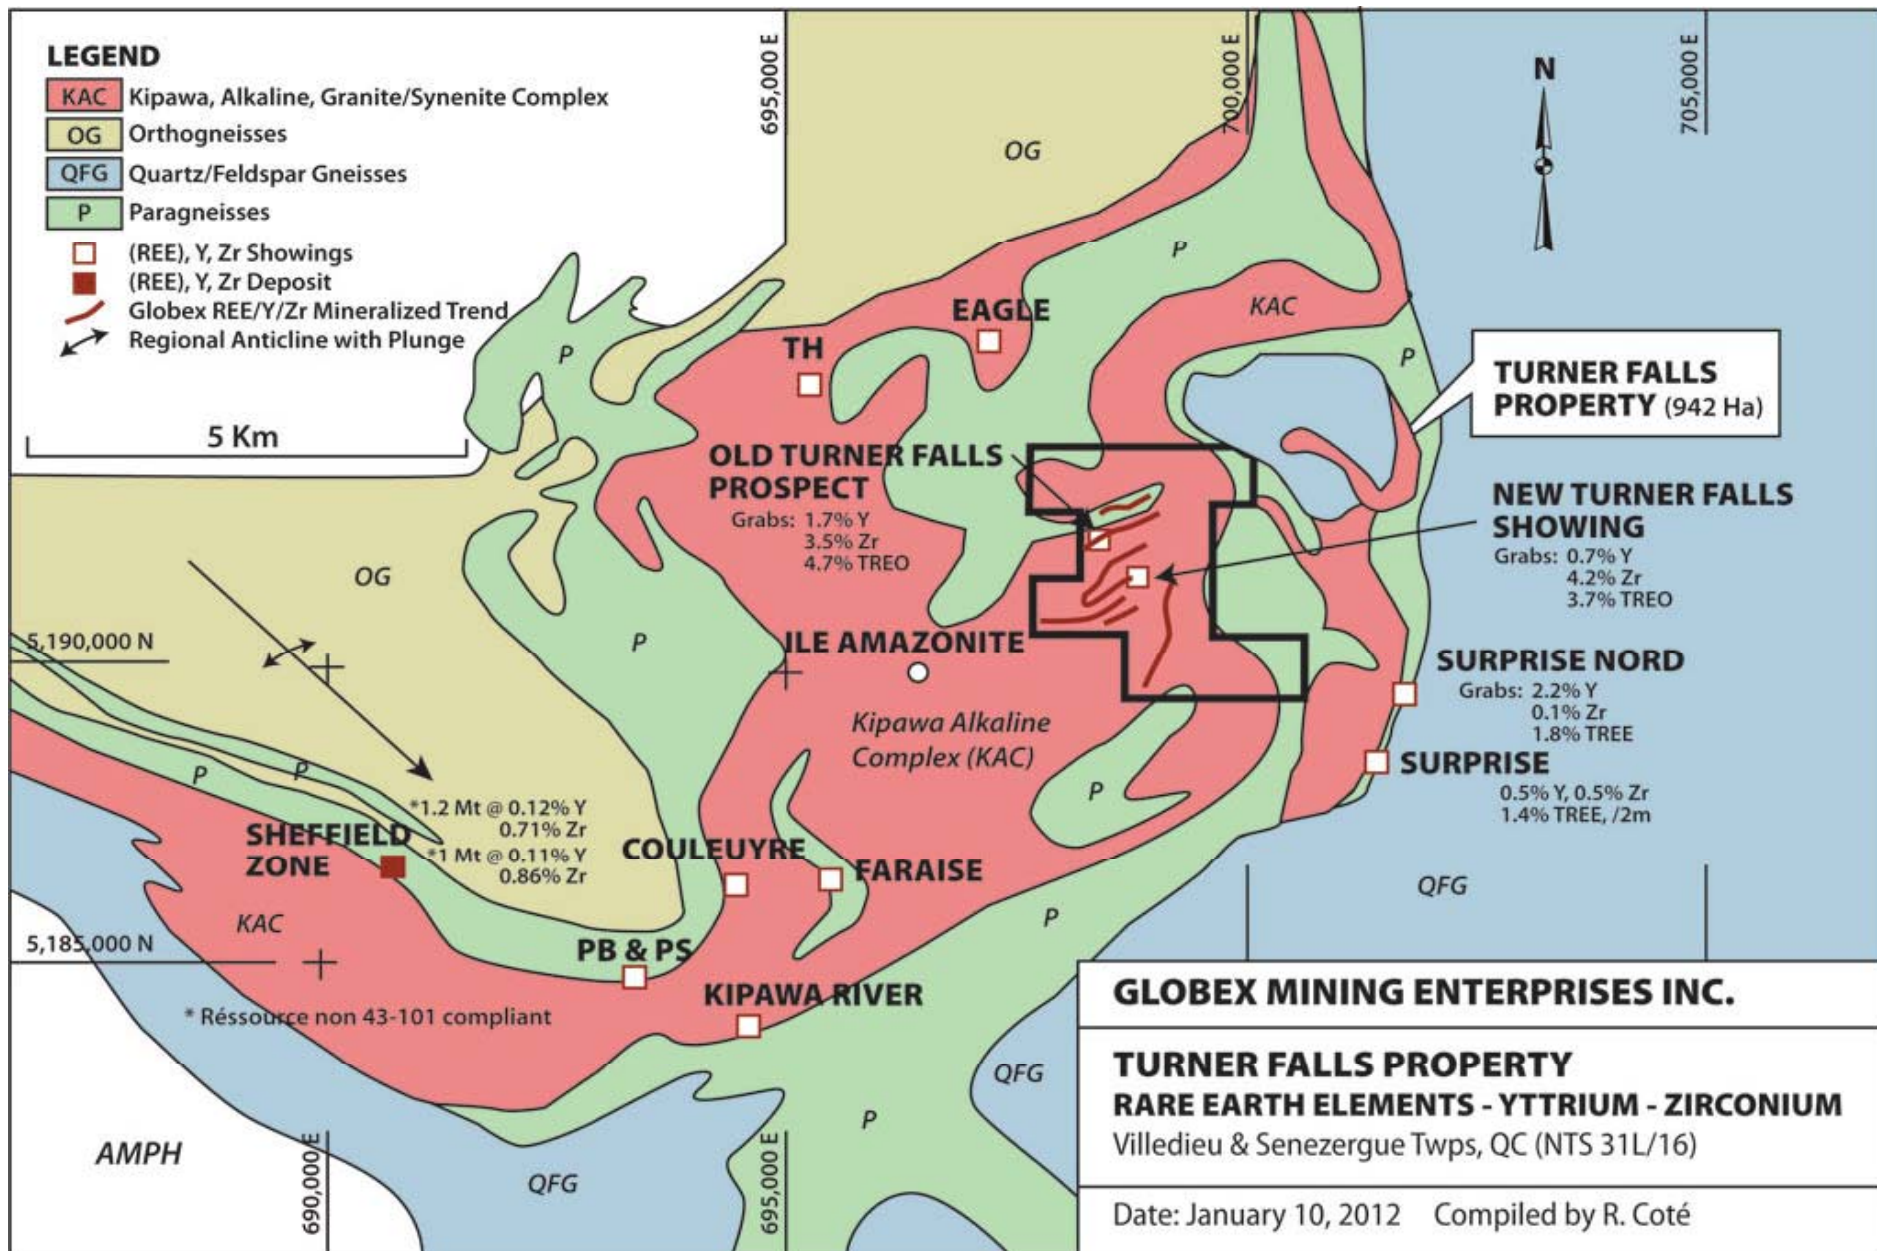 LEGEND
KAC Kipawa, Alkaline, Granite/Synenite Complex
OG Orthogneisses
QFG Quartz/Feldspar Gneisses
P Paragneisses
(REE), Y, Zr Showings
(REE), Y, Zr Deposit
Globex REE/Y/Zr Mineralized Trend
Regional Anticline with Plunge
5 Km
695,000 E
700,000 E
705,000 E
N
OG
P
KAC
EAGLE
TH
P
P
TURNER FALLS
PROPERTY (942 Ha)
OLD TURNER FALLS
PROSPECT
Grabs: 1.7% Y
3.5% Zr
4.7% TREO
NEW TURNER FALLS
SHOWING
Grabs: 0.7% Y
4.2% Zr
3.7% TREO
OG
P
5,190,000 N
ILE AMAZONITE
Kipawa Alkaline
Complex (KAC)
SURPRISE NORD
Grabs: 2.2% Y
0.1% Zr
1.8% TREE
SURPRISE
0.5% Y, 0.5% Zr
1.4% TREE, /2m
P
P
P
*1.2 Mt @ 0.12% Y
0.71% Zr
*1 Mt @ 0.11% Y
0.86% Zr
SHEFFIELD
ZONE
COULEUYRE
FARAISE
QFG
KAC
P
5,185,000 N
PB & PS
KIPAWA RIVER
* Réssource non 43-101 compliant
QFG
P
AMPH
QFG
690,000 E
695,000 E
GLOBEX MINING ENTERPRISES INC.
TURNER FALLS PROPERTY
RARE EARTH ELEMENTS - YTTRIUM - ZIRCONIUM
Villedieu & Senezergue Twps, QC (NTS 31L/16)
Date: January 10, 2012 Compiled by R. Coté